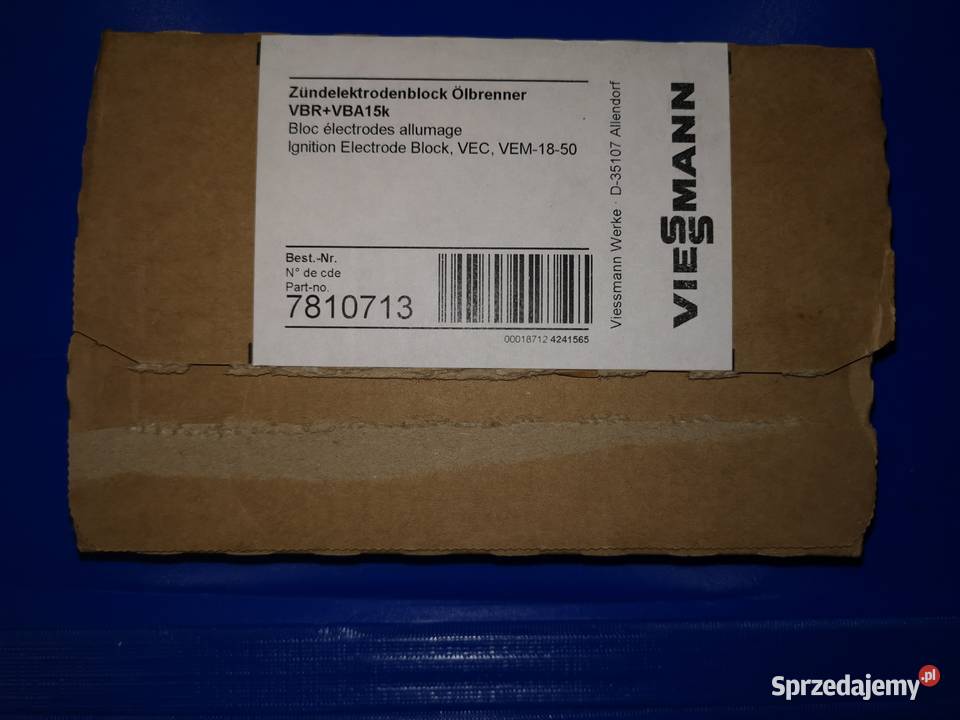 Zündelektrodenblock Ölbrenner
VBR+VBA15k
Bloc électrodes allumage
Ignition Electrode Block, VEC, VEM-18-50
Best.-Nr.
N° de cde
Part-no.
7810713
00018712 4241565
Viessmann Werke · D-35107 Allendorf
VIESSMANN
Sprzedajemy.pl